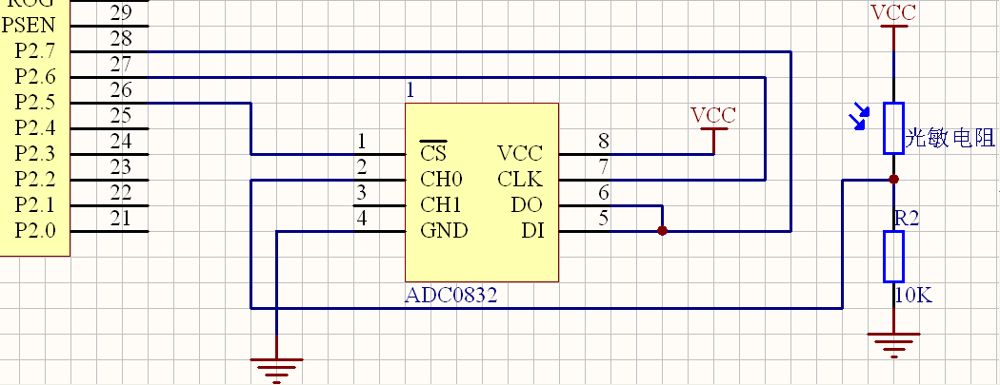 PSEN 29
P2.7 28
P2.6 27
P2.5 26
P2.4 25
P2.3 24
P2.2 23
P2.1 22
P2.0 21
1
1 CS VCC 8
2 CH0 CLK 7
3 CH1 DO 6
4 GND DI 5
ADC0832
VCC
VCC
光敏电阻
R2
10K